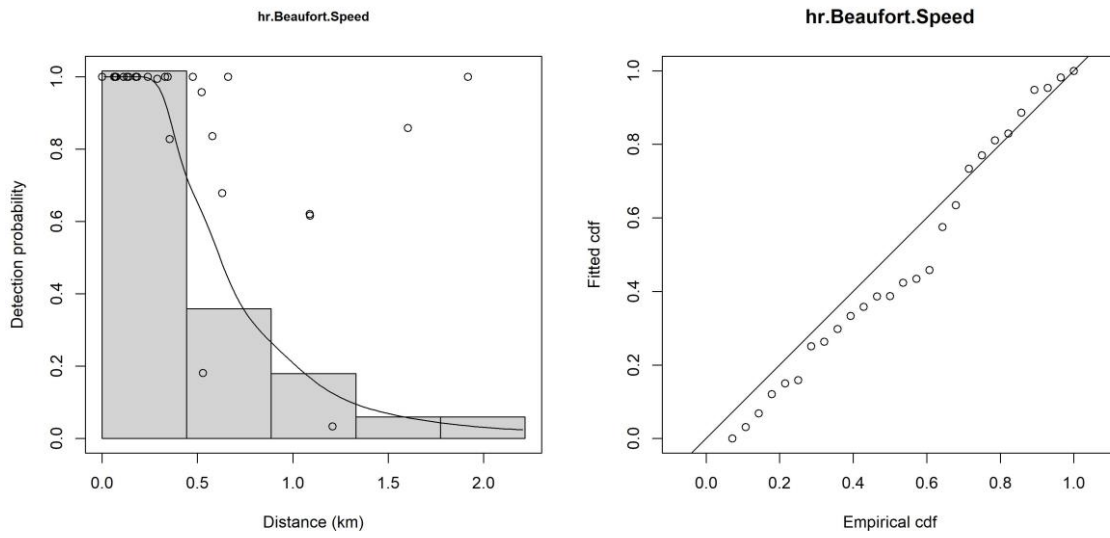 hr.Beaufort.Speed
Detection probability
1.0
0.8
0.6
0.4
0.2
0.0
0.0 0.5 1.0 1.5 2.0
Distance (km)
hr.Beaufort.Speed
Fitted cdf
1.0
0.8
0.6
0.4
0.2
0.0
0.0 0.2 0.4 0.6 0.8 1.0
Empirical cdf